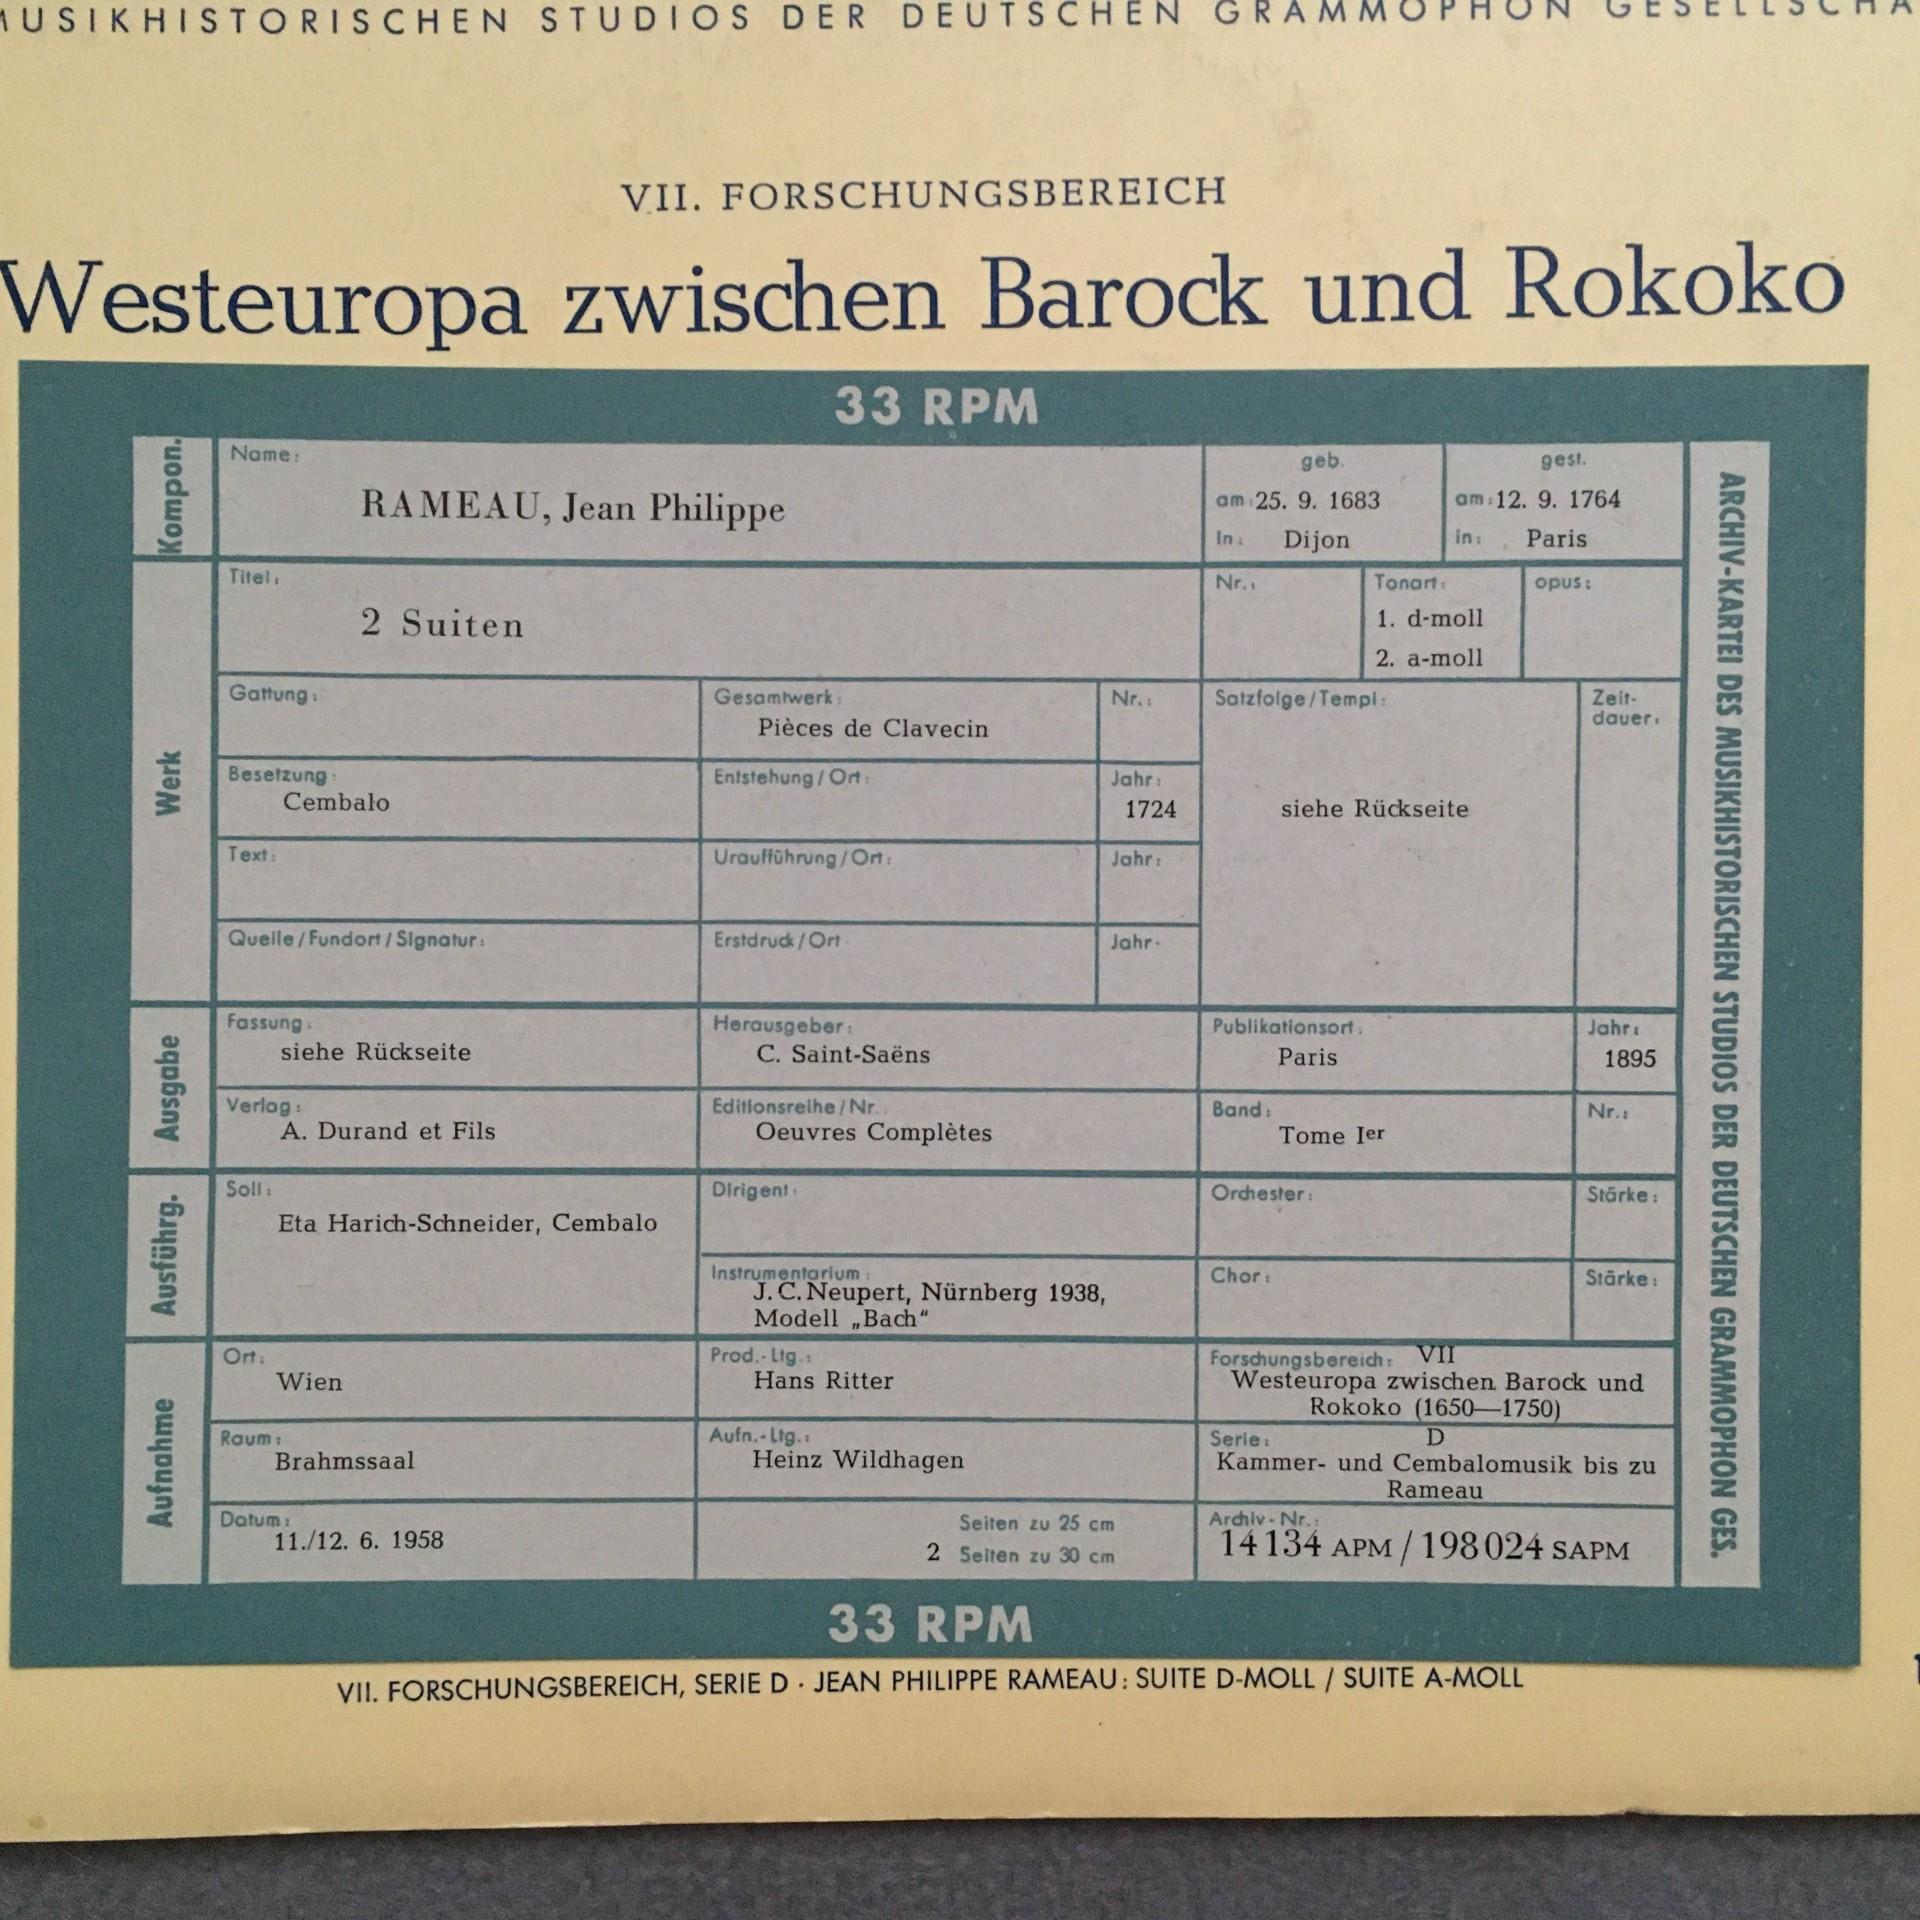 MUSIKHISTORISCHEN STUDIOS DER DEUTSCHEN GRAMMOPHON
VII. FORSCHUNGSBEREICH
Westeuropa zwischen Barock und Rokoko
33 RPM
Kompon.
Name:
RAMEAU, Jean Philippe
geb.
am: 25. 9. 1683
In: Dijon
gest.
am: 12. 9. 1764
in: Paris
Werk
Titel:
2 Suiten
Nr.:
Tonart:
1. d-moll
2. a-moll
opus:
Gattung:
Gesamtwerk:
Pièces de Clavecin
Nr.:
Satzfolge/Tempi:
siehe Rückseite
Zeit-
dauer:
Besetzung:
Cembalo
Entstehung/Ort:
Jahr:
1724
Text:
Uraufführung/Ort:
Jahr:
Quelle/Fundort/Signatur:
Erstdruck/Ort
Jahr:
Ausgabe
Fassung:
siehe Rückseite
Herausgeber:
C. Saint-Saëns
Publikationsort:
Paris
Jahr:
1895
Verlag:
A. Durand et Fils
Editionsreihe/Nr.
Oeuvres Complètes
Band:
Tome Ier
Nr.:
Ausführg.
Soll:
Eta Harich-Schneider, Cembalo
Dirigent:
Orchester:
Stärke:
Instrumentarium:
J. C. Neupert, Nürnberg 1938,
Modell „Bach“
Chor:
Stärke:
Aufnahme
Ort:
Wien
Prod.-Ltg.:
Hans Ritter
Forschungsbereich: VII
Westeuropa zwischen Barock und
Rokoko (1650—1750)
Raum:
Brahmssaal
Aufn.-Ltg.:
Heinz Wildhagen
Serie: D
Kammer- und Cembalomusik bis zu
Rameau
Datum:
11./12. 6. 1958
Seiten zu 25 cm
2 Seiten zu 30 cm
Archiv-Nr.:
14 134 APM / 198 024 SAPM
ARCHIV-KARTEI DES MUSIKHISTORISCHEN STUDIOS DER DEUTSCHEN GRAMMOPHON GES.
33 RPM
VII. FORSCHUNGSBEREICH, SERIE D · JEAN PHILIPPE RAMEAU: SUITE D-MOLL / SUITE A-MOLL